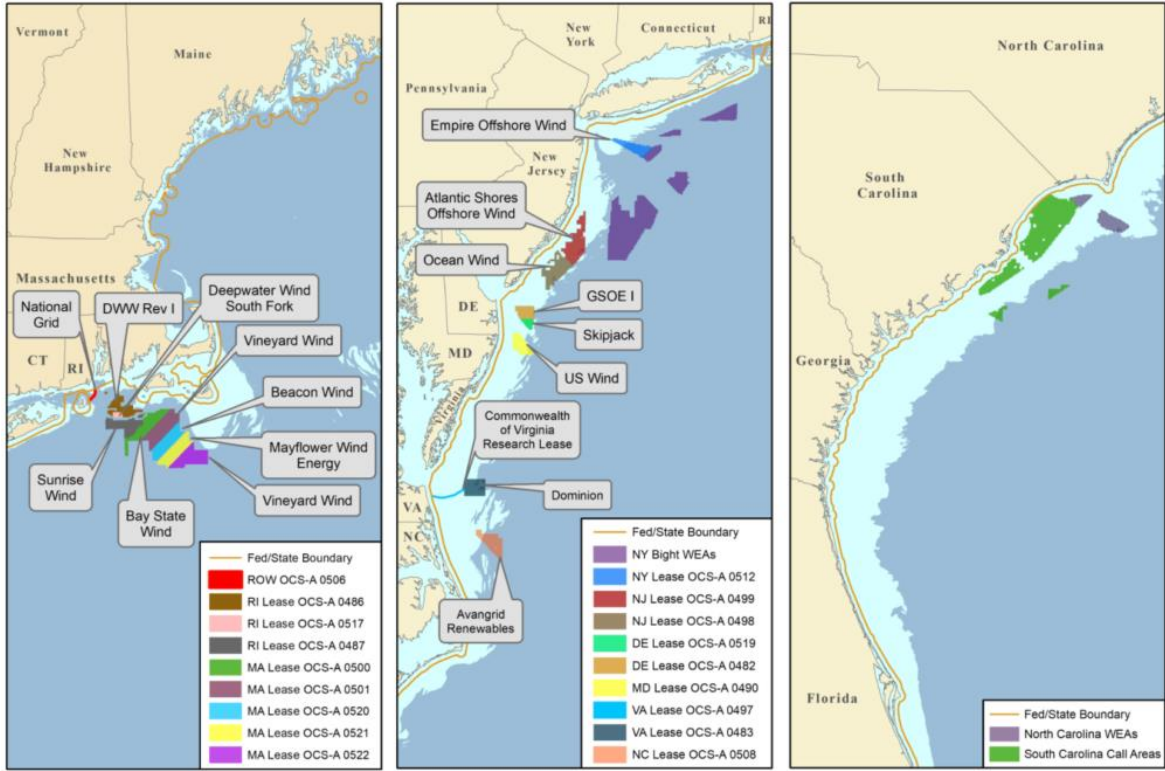 Vermont
Maine
New
Hampshire
Massachusetts
National
Grid
DWW Rev I
Deepwater Wind
South Fork
Vineyard Wind
CT
RI
Beacon Wind
Mayflower Wind
Energy
Sunrise
Wind
Bay State
Wind
Vineyard Wind
Fed/State Boundary
ROW OCS-A 0506
RI Lease OCS-A 0486
RI Lease OCS-A 0517
RI Lease OCS-A 0487
MA Lease OCS-A 0500
MA Lease OCS-A 0501
MA Lease OCS-A 0520
MA Lease OCS-A 0521
MA Lease OCS-A 0522
New
York
Connecticut
RI
Pennsylvania
Empire Offshore Wind
New
Jersey
Atlantic Shores
Offshore Wind
Ocean Wind
DE
GSOE I
Skipjack
MD
US Wind
Virginia
Commonwealth
of Virginia
Research Lease
Dominion
VA
NC
Avangrid
Renewables
Fed/State Boundary
NY Bight WEAs
NY Lease OCS-A 0512
NJ Lease OCS-A 0499
NJ Lease OCS-A 0498
DE Lease OCS-A 0519
DE Lease OCS-A 0482
MD Lease OCS-A 0490
VA Lease OCS-A 0497
VA Lease OCS-A 0483
NC Lease OCS-A 0508
North Carolina
South
Carolina
Georgia
Florida
Fed/State Boundary
North Carolina WEAs
South Carolina Call Areas